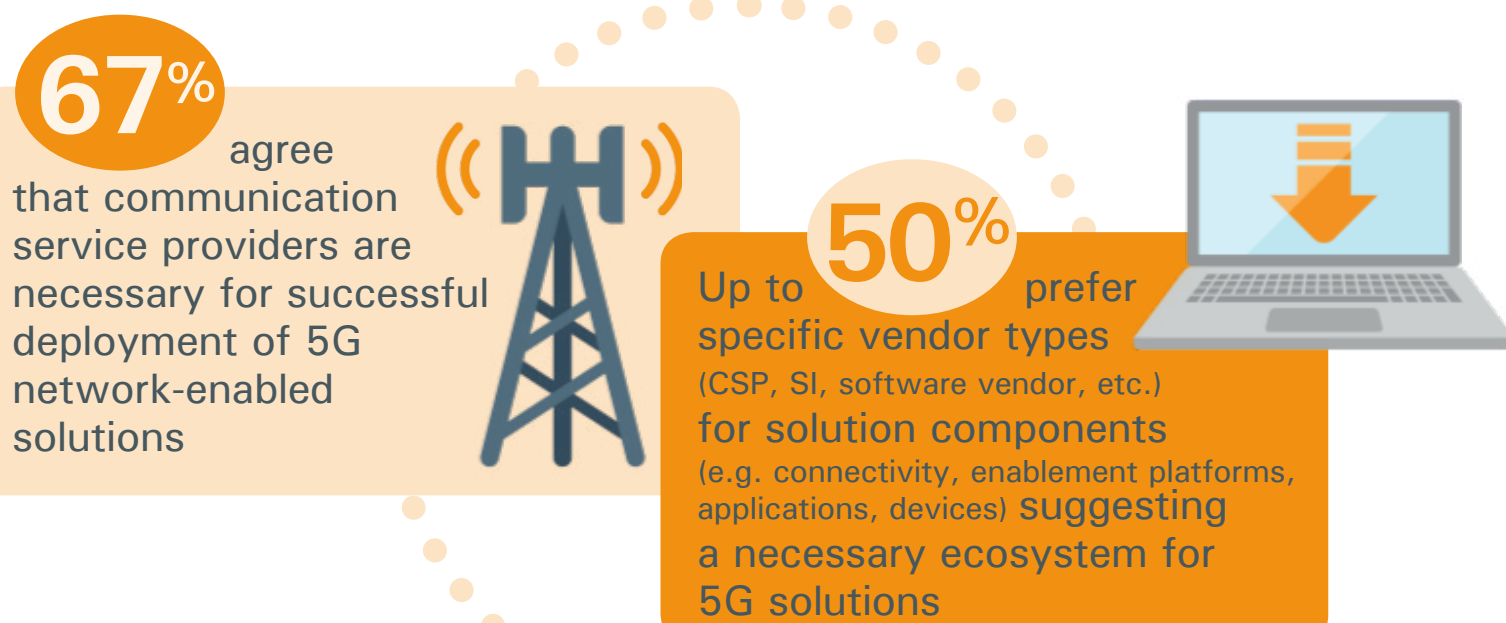 67% agree
that communication
service providers are
necessary for successful
deployment of 5G
network-enabled
solutions
Up to 50% prefer
specific vendor types
(CSP, SI, software vendor, etc.)
for solution components
(e.g. connectivity, enablement platforms,
applications, devices) suggesting
a necessary ecosystem for
5G solutions